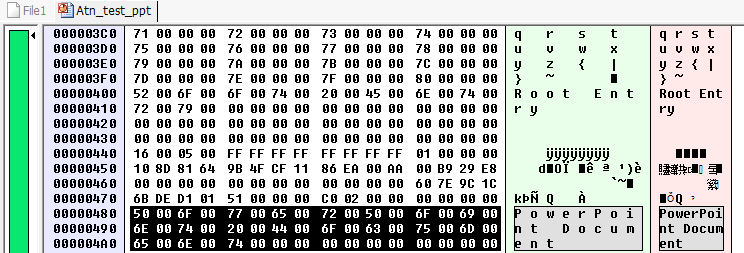 File1 Atn_test_ppt
000003C0 71 00 00 00 72 00 00 00 73 00 00 00 74 00 00 00 q r s t q r s t
000003D0 75 00 00 00 76 00 00 00 77 00 00 00 78 00 00 00 u v w x u v w x
000003E0 79 00 00 00 7A 00 00 00 7B 00 00 00 7C 00 00 00 y z { | y z { |
000003F0 7D 00 00 00 7E 00 00 00 7F 00 00 00 80 00 00 00 } ~ } ~
00000400 52 00 6F 00 6F 00 74 00 20 00 45 00 6E 00 74 00 R o o t E n t Root Ent
00000410 72 00 79 00 00 00 00 00 00 00 00 00 00 00 00 00 r y ry
00000420 00 00 00 00 00 00 00 00 00 00 00 00 00 00 00 00
00000430 00 00 00 00 00 00 00 00 00 00 00 00 00 00 00 00
00000440 16 00 05 00 FF FF FF FF FF FF FF FF 01 00 00 00 ÿÿÿÿÿÿÿÿ
00000450 10 8D 81 64 9B 4F CF 11 86 EA 00 AA 00 B9 29 E8 d OÏ ê ª ¹)è
00000460 00 00 00 00 00 00 00 00 00 00 00 00 60 7E 9C 1C `~
00000470 6B DE D1 01 51 00 00 00 C0 02 00 00 00 00 00 00 kÞÑ Q À Q
00000480 50 00 6F 00 77 00 65 00 72 00 50 00 6F 00 69 00 P o w e r P o i PowerPoi
00000490 6E 00 74 00 20 00 44 00 6F 00 63 00 75 00 6D 00 n t D o c u m nt Docum
000004A0 65 00 6E 00 74 00 00 00 00 00 00 00 00 00 00 00 e n t ent